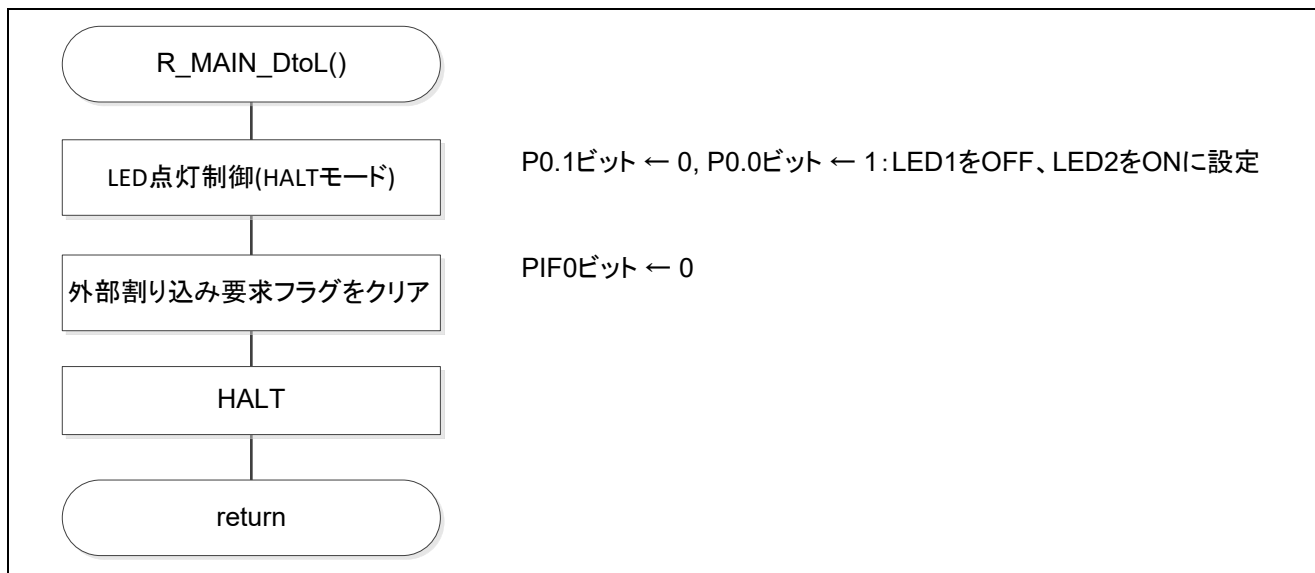 R_MAIN_DtoL()
LED点灯制御(HALTモード)
P0.1ビット ← 0, P0.0ビット ← 1：LED1をOFF、LED2をONに設定
外部割り込み要求フラグをクリア
PIF0ビット ← 0
HALT
return